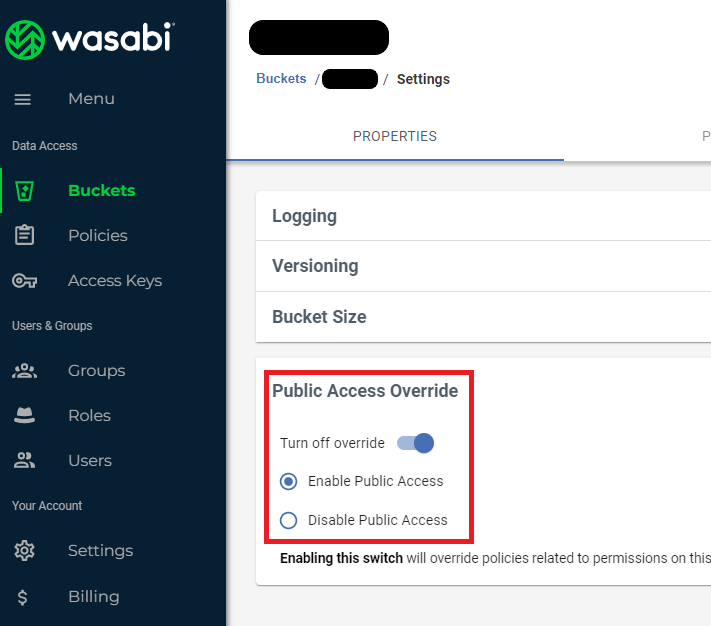 wasabi
Menu
Data Access
Buckets
Policies
Access Keys
Users & Groups
Groups
Roles
Users
Your Account
Settings
Billing
Buckets / / Settings
PROPERTIES
P
Logging
Versioning
Bucket Size
Public Access Override
Turn off override
Enable Public Access
Disable Public Access
Enabling this switch will override policies related to permissions on this